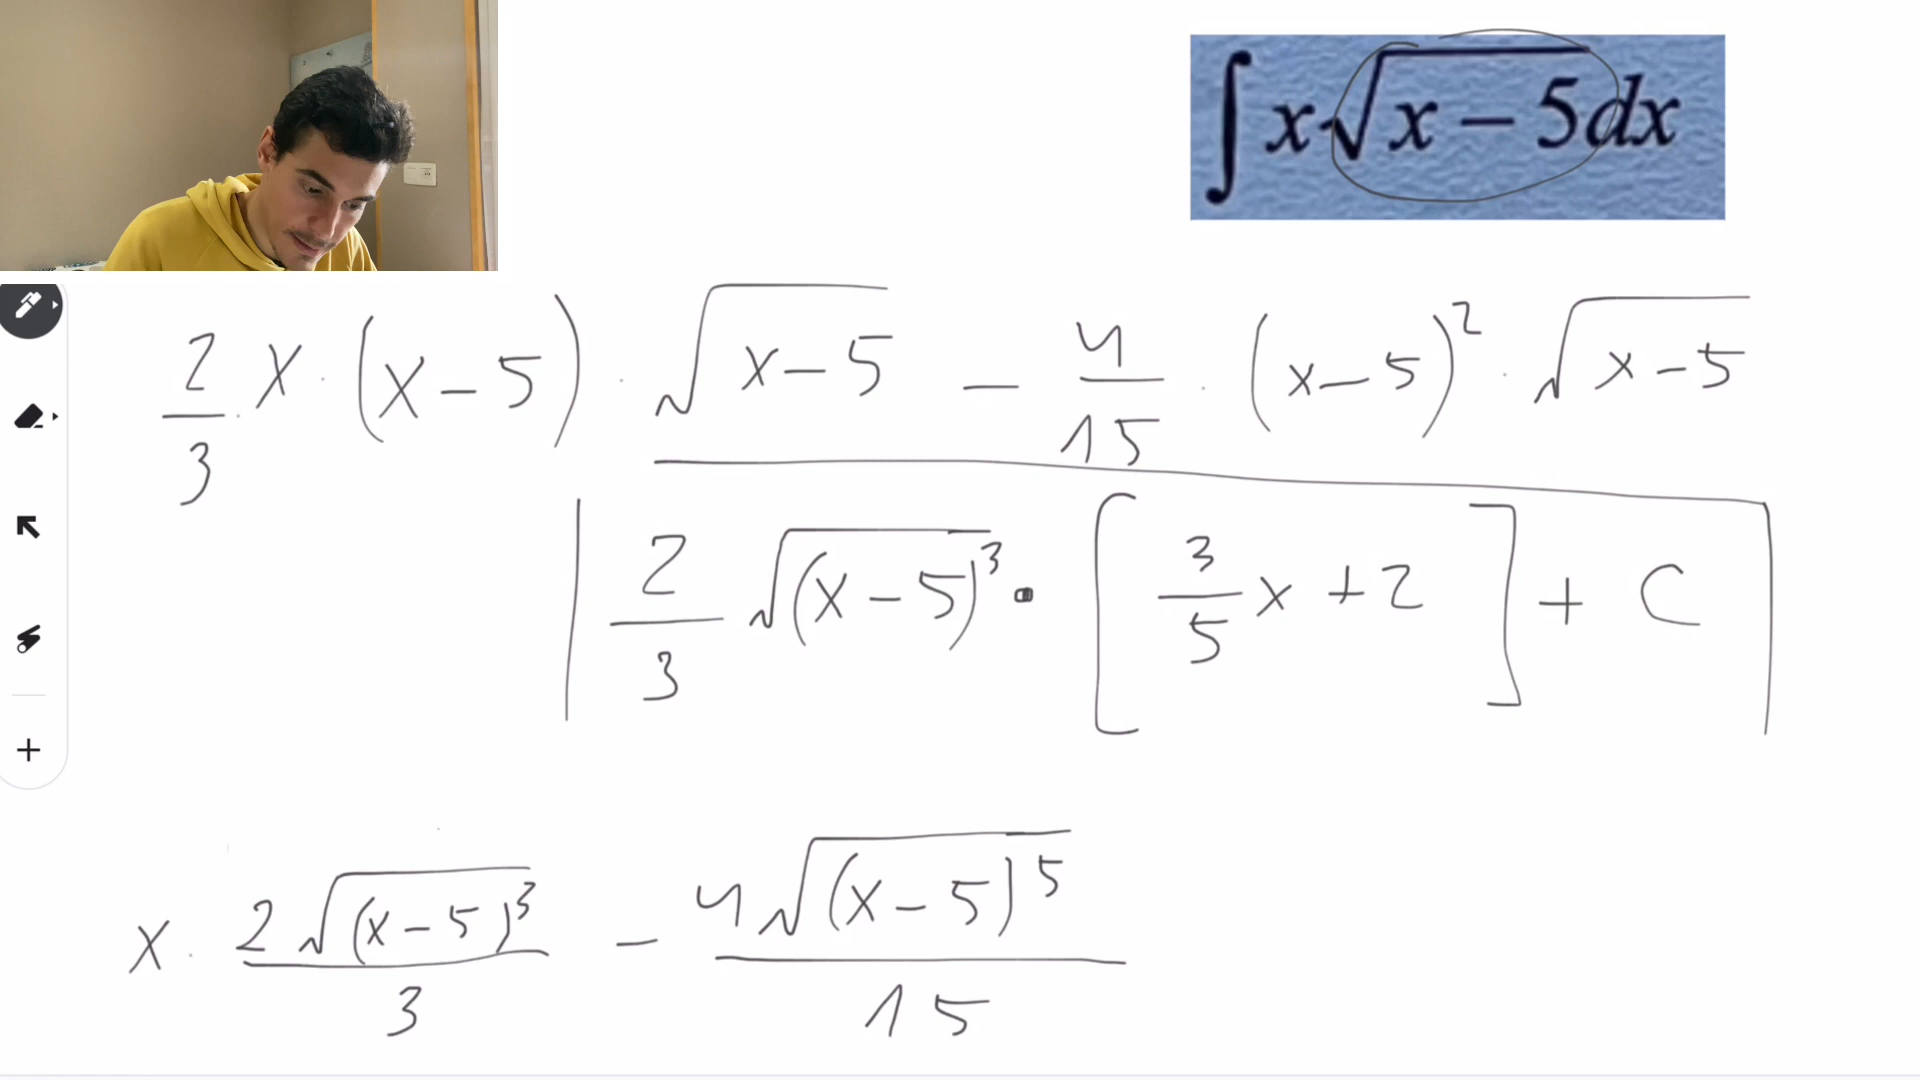 ∫ x√(x − 5)dx
2/3 · x · (x − 5) · √(x − 5) − 4/15 · (x − 5)² · √(x − 5)
2/3 √((x − 5)³) · [3/5 x + 2] + C
x · 2√((x − 5)³)/3 − 4√((x − 5)⁵)/15